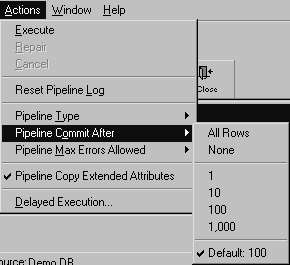 Actions Window Help
Execute
Repair
Cancel
Reset Pipeline Log
Close
Pipeline Type
Pipeline Commit After
Pipeline Max Errors Allowed
All Rows
None
Pipeline Copy Extended Attributes
1
10
Delayed Execution...
100
1,000
Default: 100
ource: Demo DB